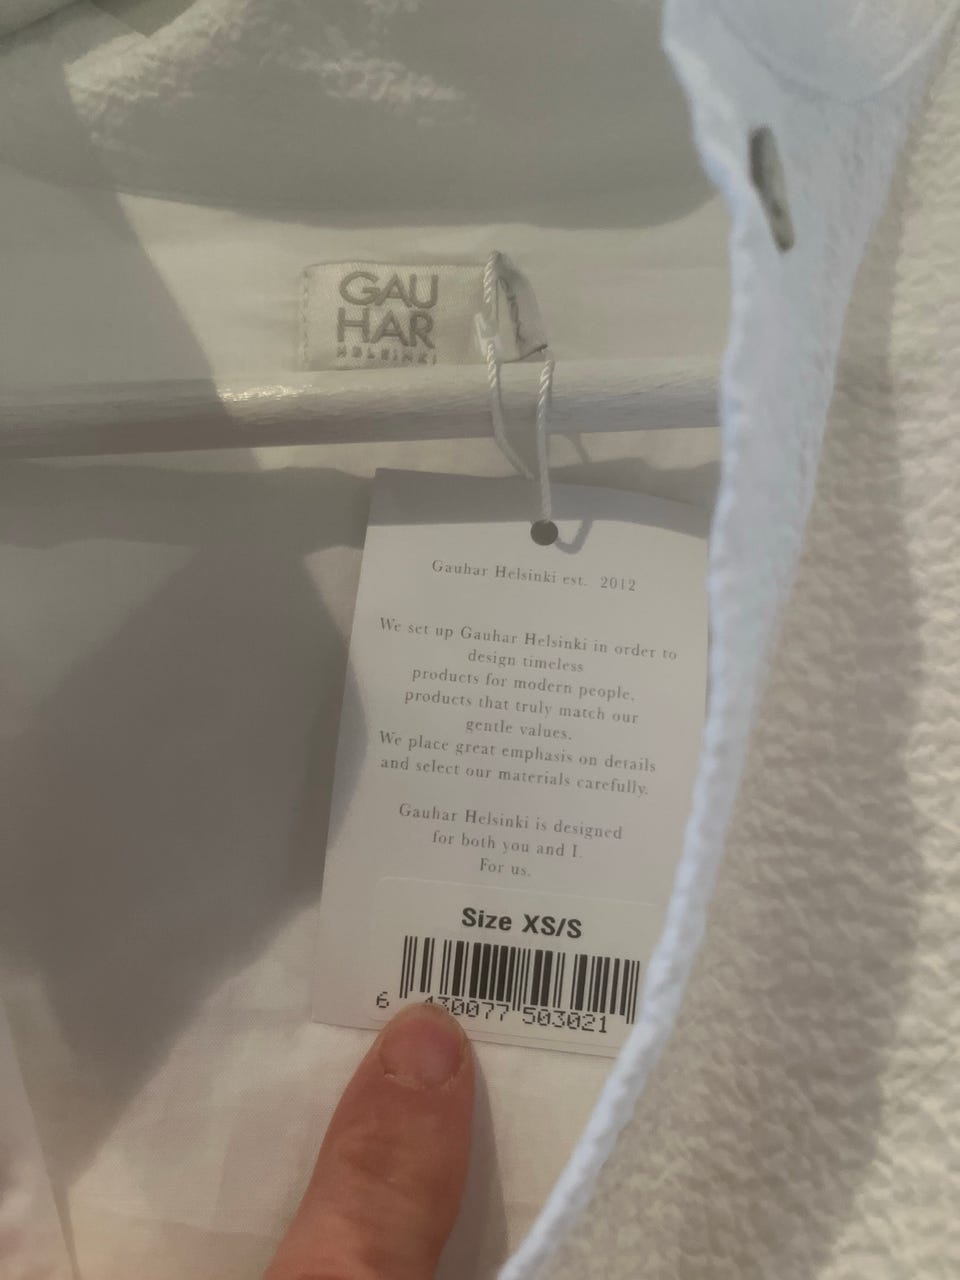 GAU
HAR
HELSINKI
Gauhar Helsinki est. 2012
We set up Gauhar Helsinki in order to
design timeless
products for modern people,
products that truly match our
gentle values.
We place great emphasis on details
and select our materials carefully.
Gauhar Helsinki is designed
for both you and I.
For us.
Size XS/S
6 430077 503021